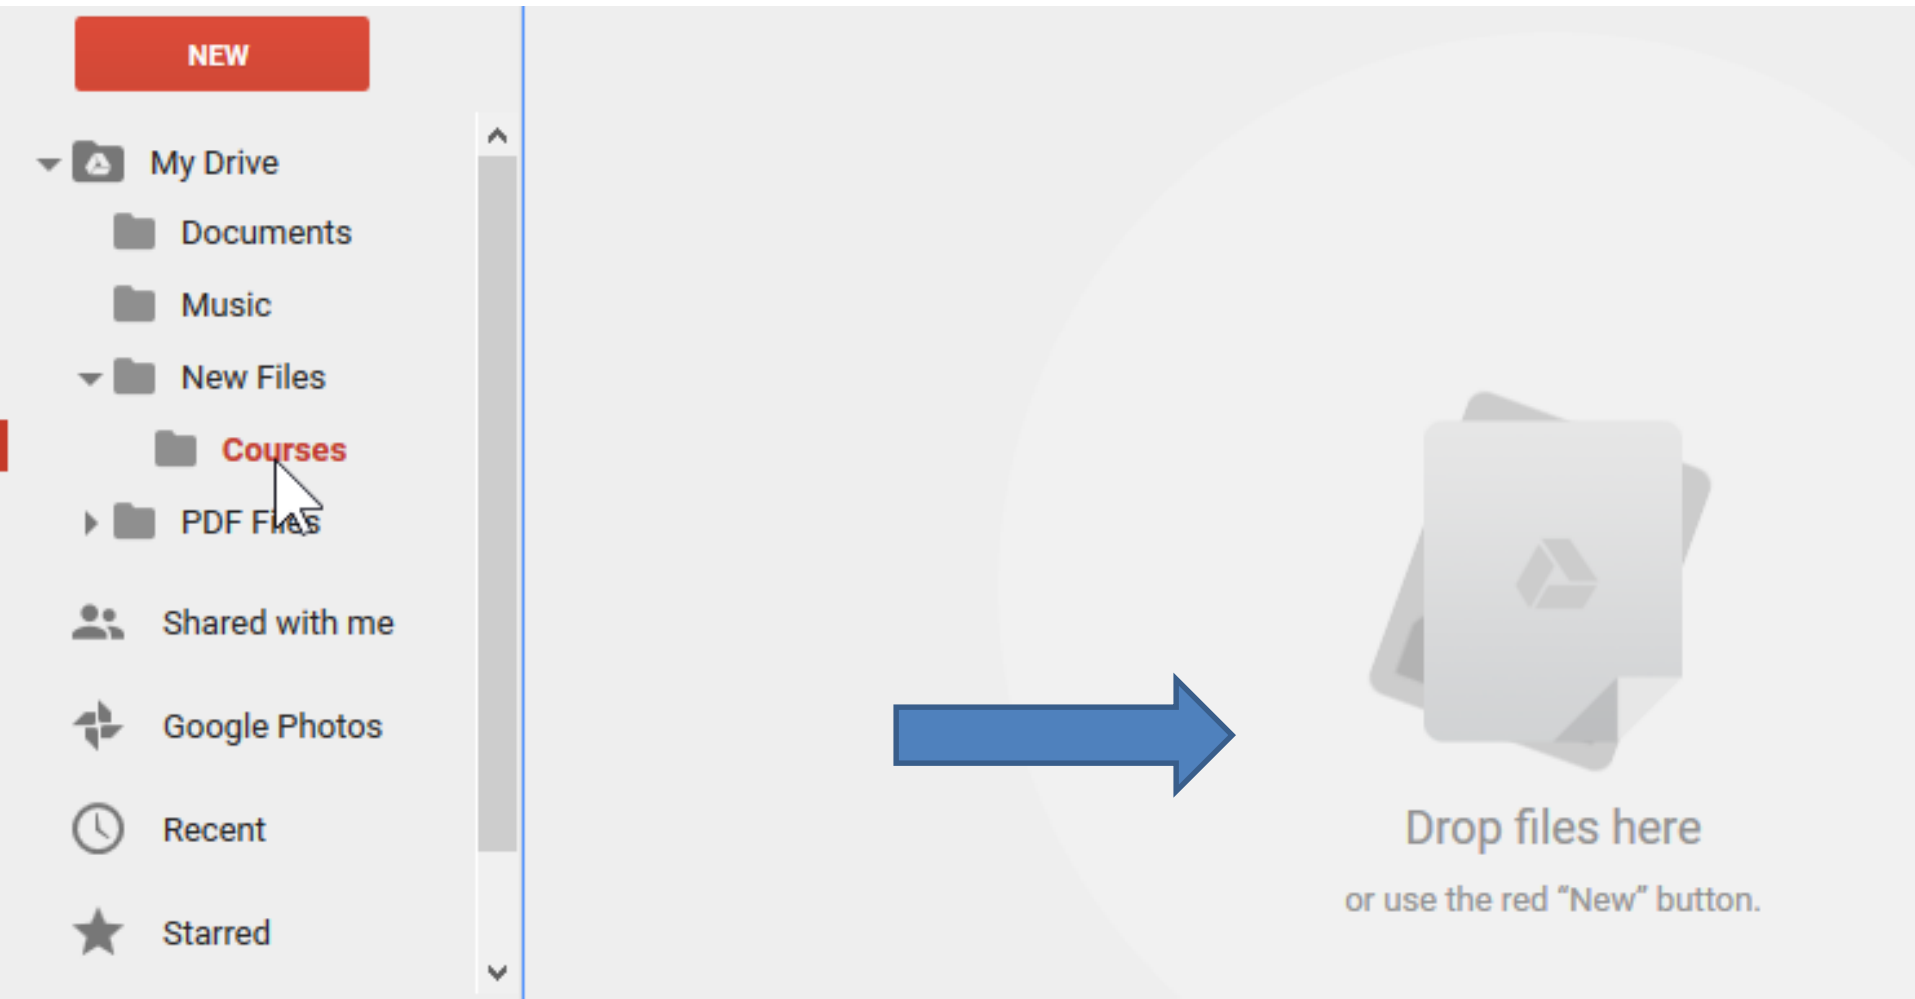 NEW
My Drive
Documents
Music
New Files
Courses
PDF Files
Shared with me
Google Photos
Recent
Starred
Drop files here
or use the red “New” button.